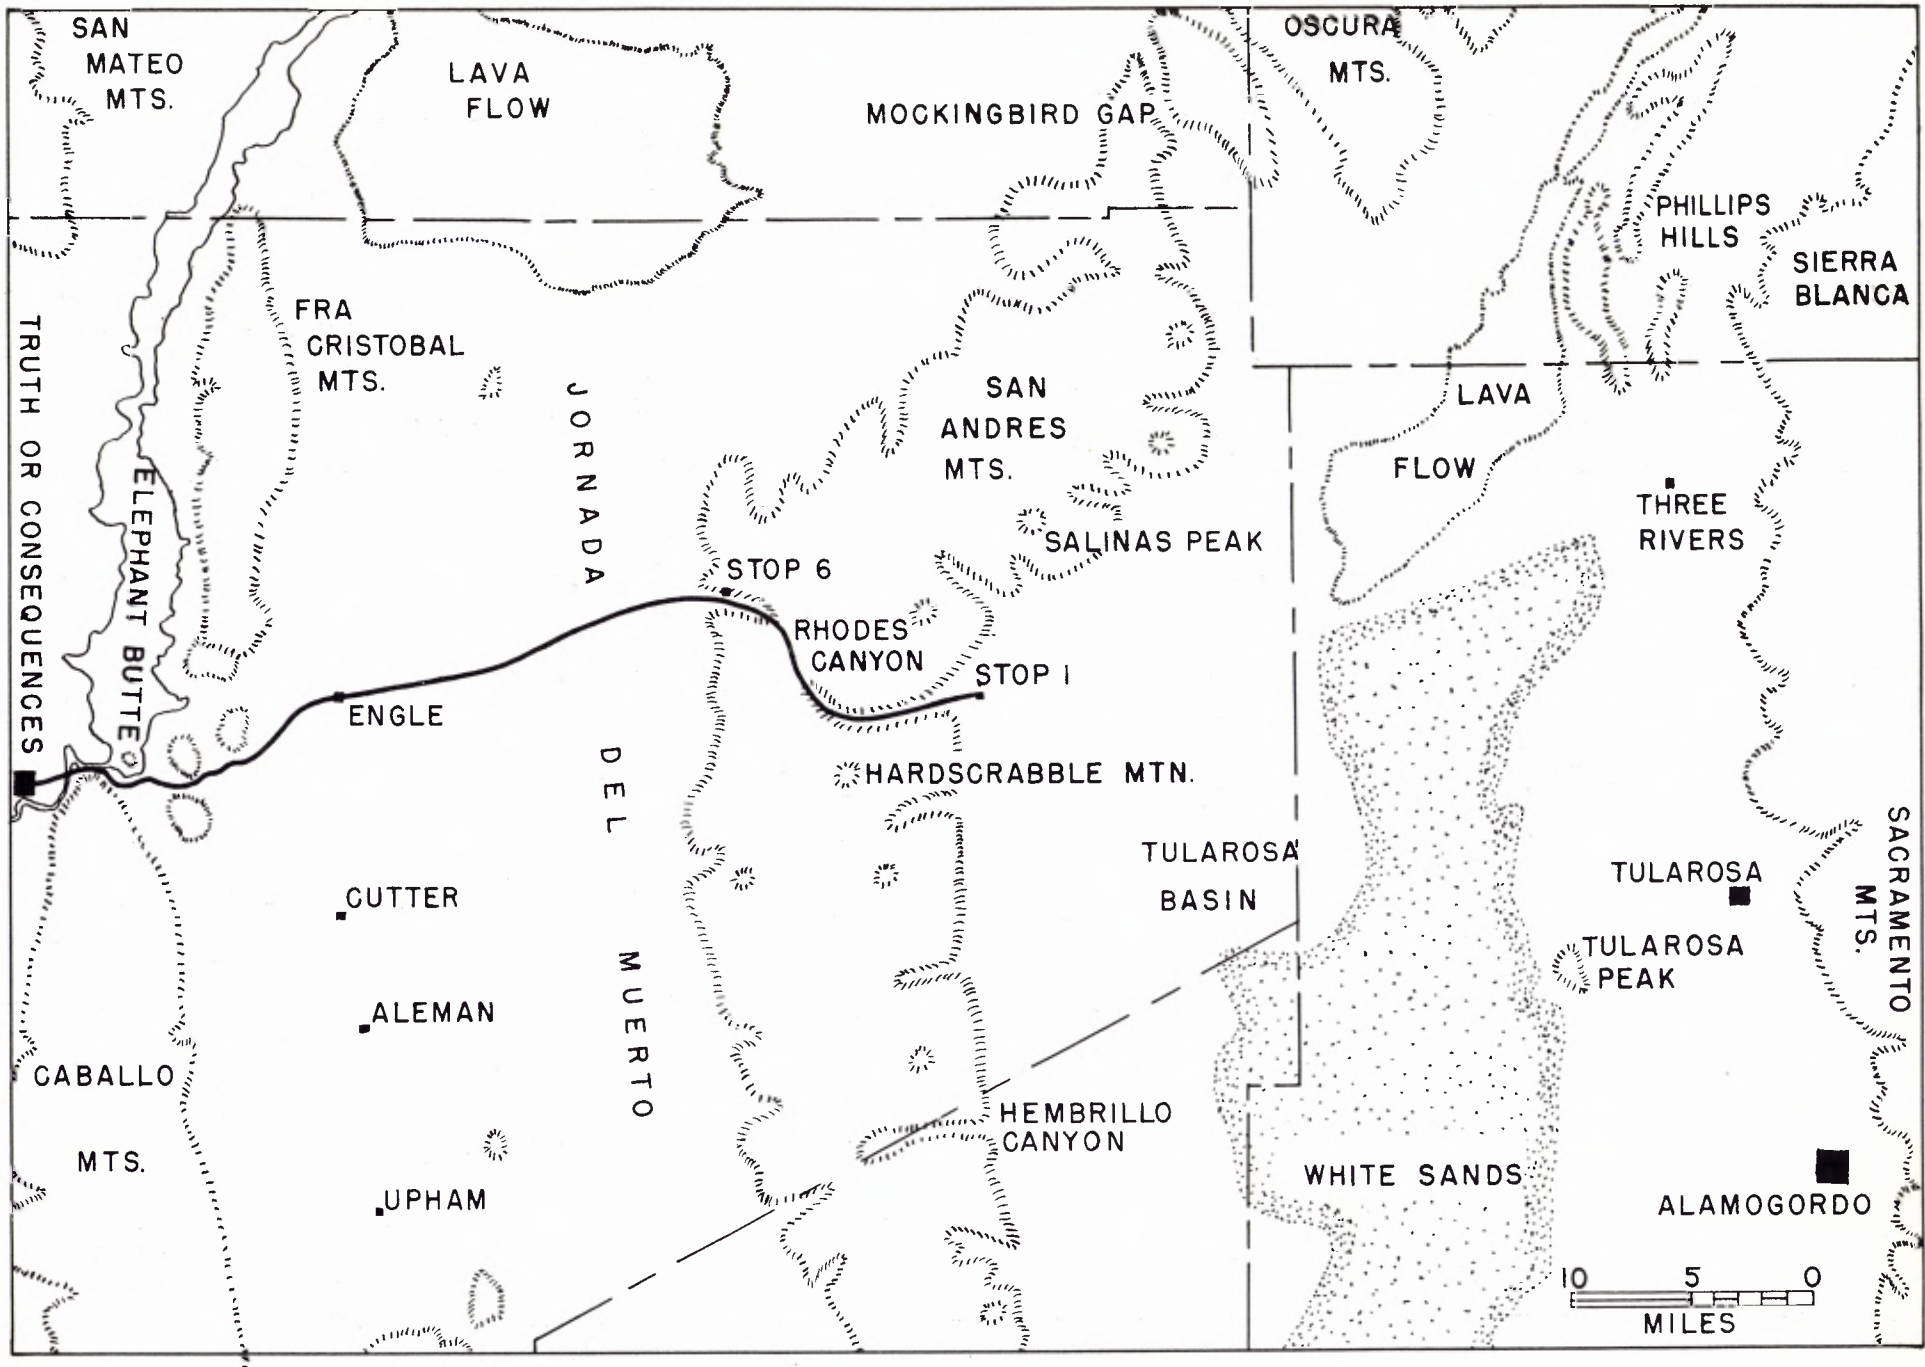 SAN
MATEO
MTS.
LAVA
FLOW
MOCKINGBIRD GAP
OSCURA
MTS.
PHILLIPS
HILLS
SIERRA
BLANCA
FRA
CRISTOBAL
MTS.
TRUTH OR CONSEQUENCES
ELEPHANT BUTTE
JORNADA
DEL
MUERTO
SAN
ANDRES
MTS.
LAVA
FLOW
THREE
RIVERS
SALINAS PEAK
STOP 6
RHODES
CANYON
STOP 1
ENGLE
HARDSCRABBLE MTN.
TULAROSA
BASIN
TULAROSA
SACRAMENTO
MTS.
CUTTER
TULAROSA
PEAK
ALEMAN
CABALLO
MTS.
HEMBRILLO
CANYON
WHITE SANDS
UPHAM
ALAMOGORDO
10 5 0
MILES